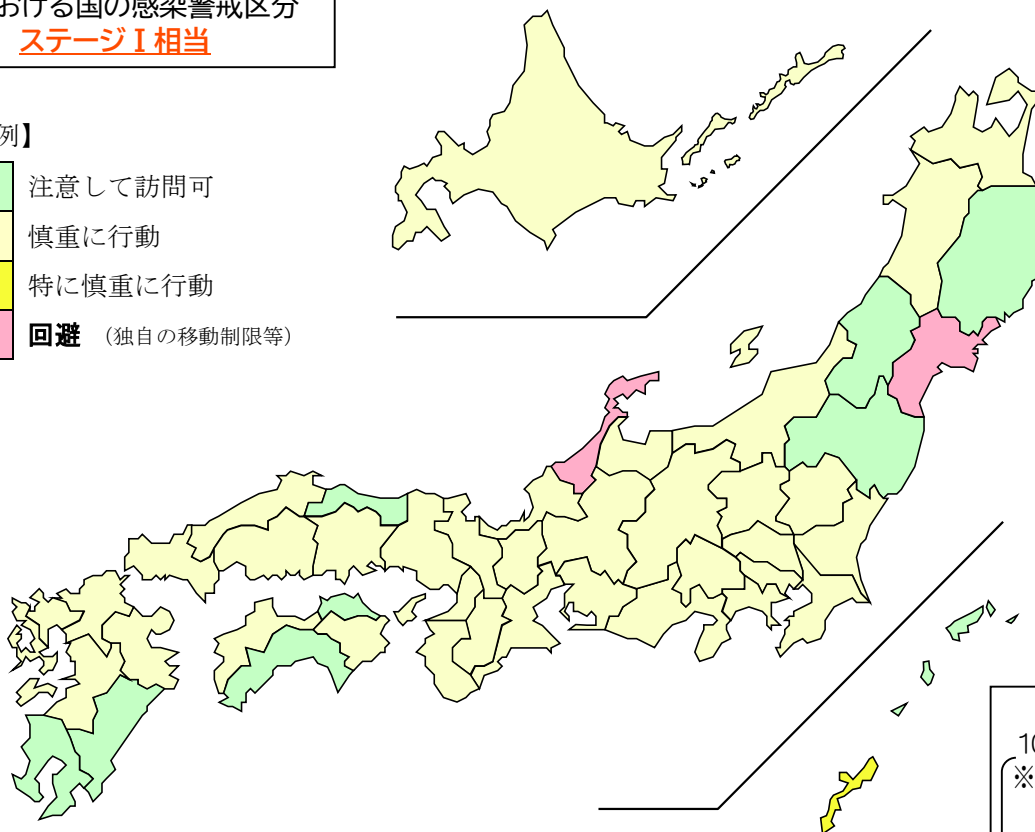 おける国の感染警戒区分
ステージⅠ相当
例】
注意して訪問可
慎重に行動
特に慎重に行動
回避 （独自の移動制限等）
10
※